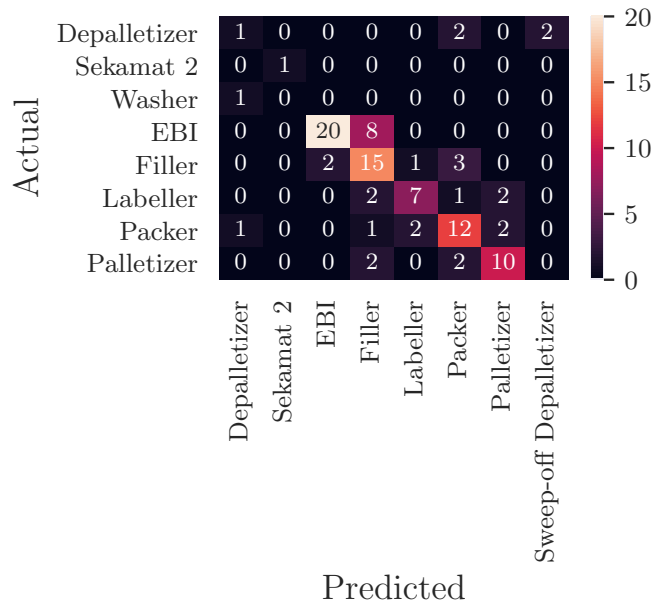 Actual
Depalletizer 1 0 0 0 0 2 0 2
Sekamat 2 0 1 0 0 0 0 0 0
Washer 1 0 0 0 0 0 0 0
EBI 0 0 20 8 0 0 0 0
Filler 0 0 2 15 1 3 0 0
Labeller 0 0 0 2 7 1 2 0
Packer 1 0 0 1 2 12 2 0
Palletizer 0 0 0 2 0 2 10 0
20
15
10
5
0
Depalletizer
Sekamat 2
EBI
Filler
Labeller
Packer
Palletizer
Sweep-off Depalletizer
Predicted